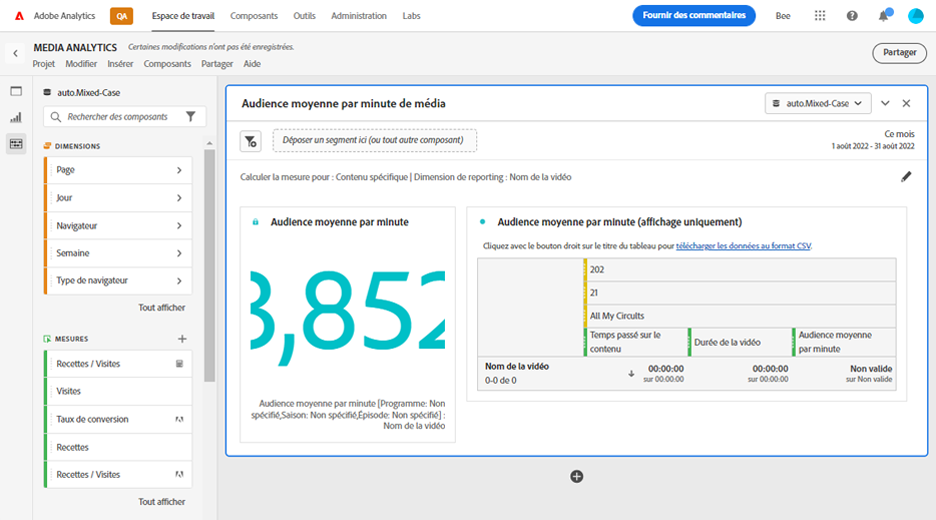 Adobe Analytics QA Espace de travail Composants Outils Administration Labs Fournir des commentaires Bee
MEDIA ANALYTICS Certaines modifications n'ont pas été enregistrées.
Projet Modifier Insérer Composants Partager Aide
Partager
auto.Mixed-Case
Rechercher des composants
DIMENSIONS
Page
Jour
Navigateur
Semaine
Type de navigateur
Tout afficher
MESURES
Recettes / Visites
Visites
Taux de conversion
Recettes
Recettes / Visites
Tout afficher
Audience moyenne par minute de média
auto.Mixed-Case
Déposer un segment ici (ou tout autre composant)
Ce mois
1 août 2022 - 31 août 2022
Calculer la mesure pour : Contenu spécifique | Dimension de reporting : Nom de la vidéo
Audience moyenne par minute
3,852
Audience moyenne par minute [Programme: Non
spécifié,Saison: Non spécifié,Épisode: Non spécifié] :
Nom de la vidéo
Audience moyenne par minute (affichage uniquement)
Cliquez avec le bouton droit sur le titre du tableau pour télécharger les données au format CSV.
202
21
All My Circults
Temps passé sur le
contenu
Durée de la vidéo
Audience moyenne
par minute
Nom de la vidéo
0-0 de 0
00:00:00
sur 00:00:00
00:00:00
sur 00:00:00
Non valide
sur Non valide